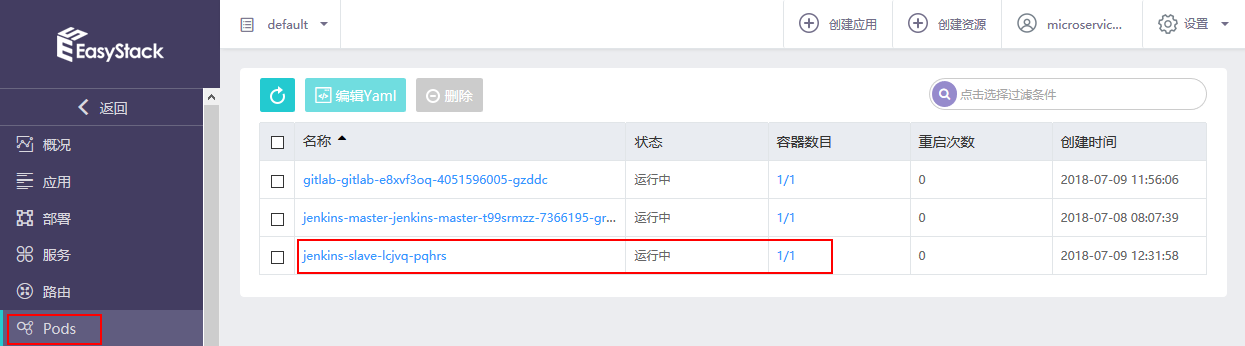 EasyStack
default
创建应用
创建资源
microservic...
设置
返回
概况
应用
部署
服务
路由
Pods
编辑Yaml
删除
点击选择过滤条件
名称 状态 容器数目 重启次数 创建时间
gitlab-gitlab-e8xvf3oq-4051596005-gzddc 运行中 1/1 0 2018-07-09 11:56:06
jenkins-master-jenkins-master-t99srmzz-7366195-gr... 运行中 1/1 0 2018-07-08 08:07:39
jenkins-slave-lcjvq-pqhrs 运行中 1/1 0 2018-07-09 12:31:58